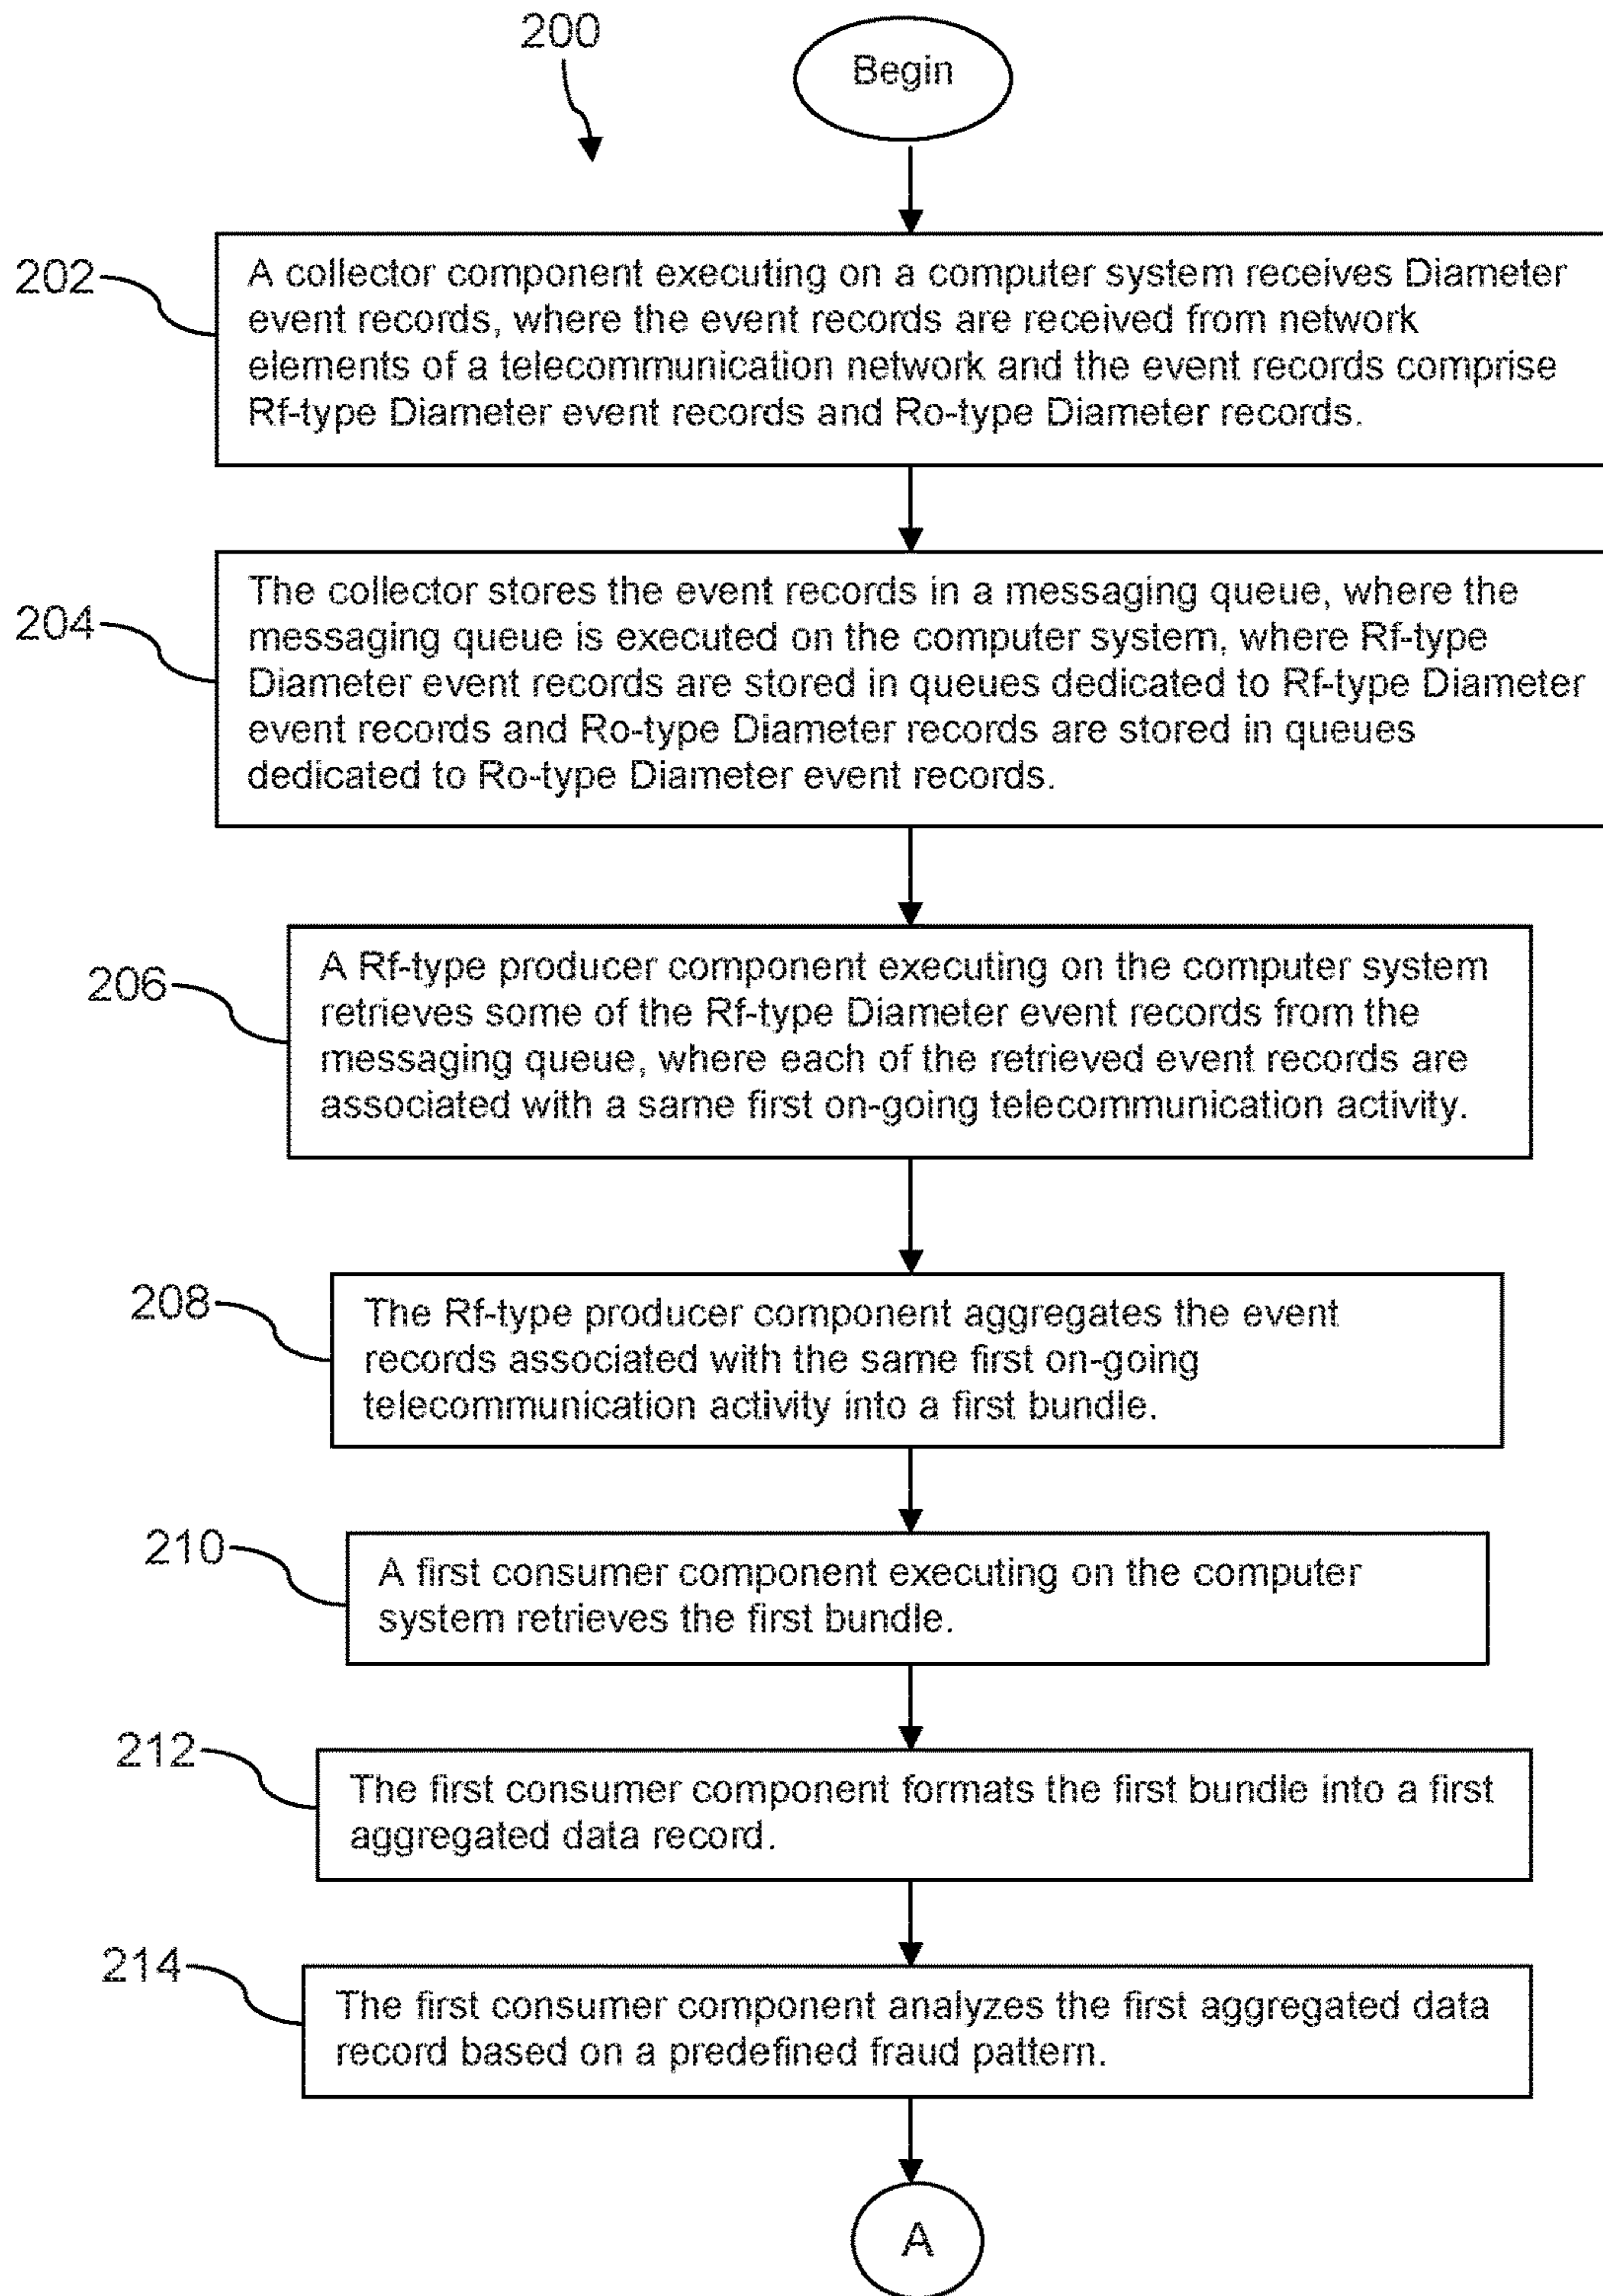 200
Begin
202
A collector component executing on a computer system receives Diameter
event records, where the event records are received from network
elements of a telecommunication network and the event records comprise
Rf-type Diameter event records and Ro-type Diameter records.
204
The collector stores the event records in a messaging queue, where the
messaging queue is executed on the computer system, where Rf-type
Diameter event records are stored in queues dedicated to Rf-type Diameter
event records and Ro-type Diameter records are stored in queues
dedicated to Ro-type Diameter event records.
206
A Rf-type producer component executing on the computer system
retrieves some of the Rf-type Diameter event records from the
messaging queue, where each of the retrieved event records are
associated with a same first on-going telecommunication activity.
208
The Rf-type producer component aggregates the event
records associated with the same first on-going
telecommunication activity into a first bundle.
210
A first consumer component executing on the computer
system retrieves the first bundle.
212
The first consumer component formats the first bundle into a first
aggregated data record.
214
The first consumer component analyzes the first aggregated data
record based on a predefined fraud pattern.
A